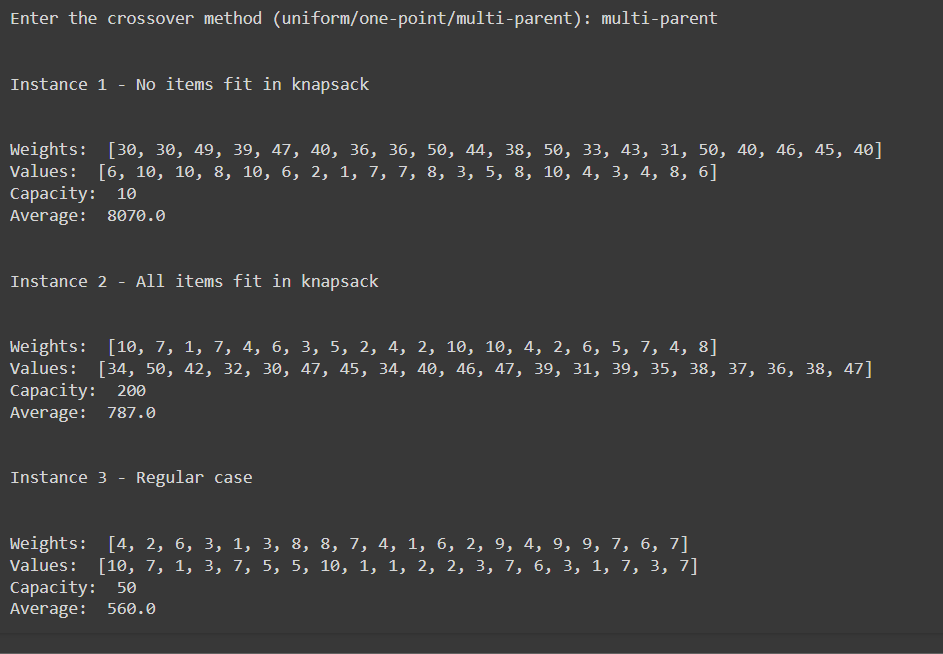 Enter the crossover method (uniform/one-point/multi-parent): multi-parent
Instance 1 - No items fit in knapsack
Weights:  [30, 30, 49, 39, 47, 40, 36, 36, 50, 44, 38, 50, 33, 43, 31, 50, 40, 46, 45, 40]
Values:  [6, 10, 10, 8, 10, 6, 2, 1, 7, 7, 8, 3, 5, 8, 10, 4, 3, 4, 8, 6]
Capacity:  10
Average:  8070.0
Instance 2 - All items fit in knapsack
Weights:  [10, 7, 1, 7, 4, 6, 3, 5, 2, 4, 2, 10, 10, 4, 2, 6, 5, 7, 4, 8]
Values:  [34, 50, 42, 32, 30, 47, 45, 34, 40, 46, 47, 39, 31, 39, 35, 38, 37, 36, 38, 47]
Capacity:  200
Average:  787.0
Instance 3 - Regular case
Weights:  [4, 2, 6, 3, 1, 3, 8, 8, 7, 4, 1, 6, 2, 9, 4, 9, 9, 7, 6, 7]
Values:  [10, 7, 1, 3, 7, 5, 5, 10, 1, 1, 2, 2, 3, 7, 6, 3, 1, 7, 3, 7]
Capacity:  50
Average:  560.0